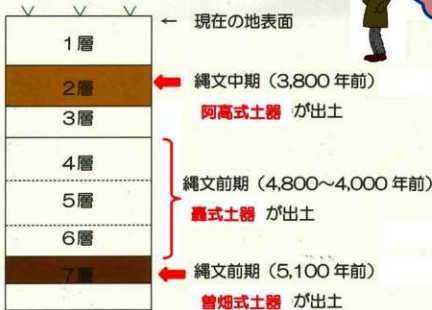 ← 現在の地表面
1層
2層
縄文中期（3,800 年前）
阿高式土器 が出土
3層
4層
5層
6層
縄文前期（4,800～4,000 年前）
轟式土器 が出土
7層
縄文前期（5,100 年前）
曽畑式土器 が出土